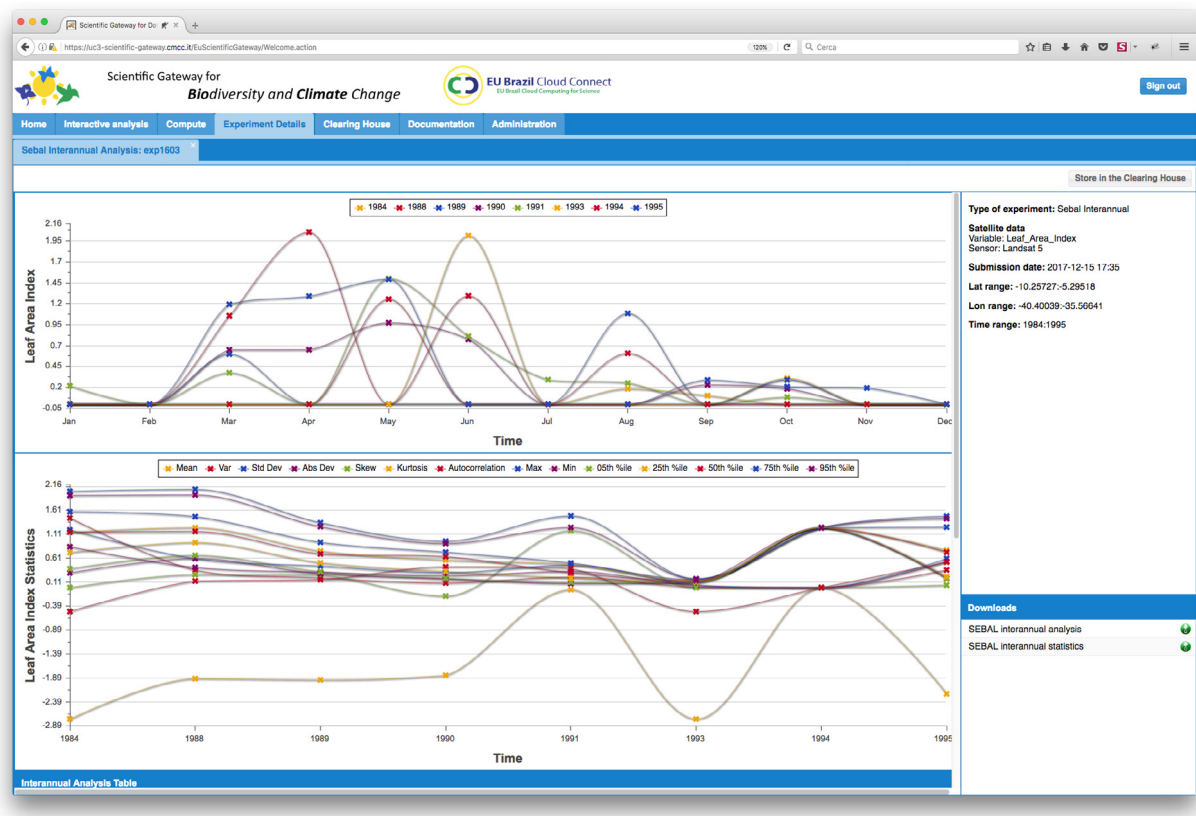 Scientific Gateway for Da
https://uc3-scientific-gateway.cmcc.it/EuScientificGateway/Welcome.action
120%
Cerca
Scientific Gateway for
Biodiversity and Climate Change
EU Brazil Cloud Connect
EU Brazil Cloud Computing for Science
Sign out
Home Interactive analysis Compute Experiment Details Clearing House Documentation Administration
Sebal Interannual Analysis: exp1603
Store in the Clearing House
1984 1988 1989 1990 1991 1993 1994 1995
Leaf Area Index
2.16
1.95
1.7
1.45
1.2
0.95
0.7
0.45
0.2
-0.05
Jan Feb Mar Apr May Jun Jul Aug Sep Oct Nov Dec
Time
Mean Var Std Dev Abs Dev Skew Kurtosis Autocorrelation Max Min 05th %ile 25th %ile 50th %ile 75th %ile 95th %ile
Leaf Area Index Statistics
2.16
1.61
1.11
0.61
0.11
-0.39
-0.89
-1.39
-1.89
-2.39
-2.89
1984 1988 1989 1990 1991 1993 1994 1995
Time
Interannual Analysis Table
Type of experiment: Sebal Interannual
Satellite data
Variable: Leaf_Area_Index
Sensor: Landsat 5
Submission date: 2017-12-15 17:35
Lat range: -10.25727:-5.29518
Lon range: -40.40039:-35.56641
Time range: 1984:1995
Downloads
SEBAL interannual analysis
SEBAL interannual statistics